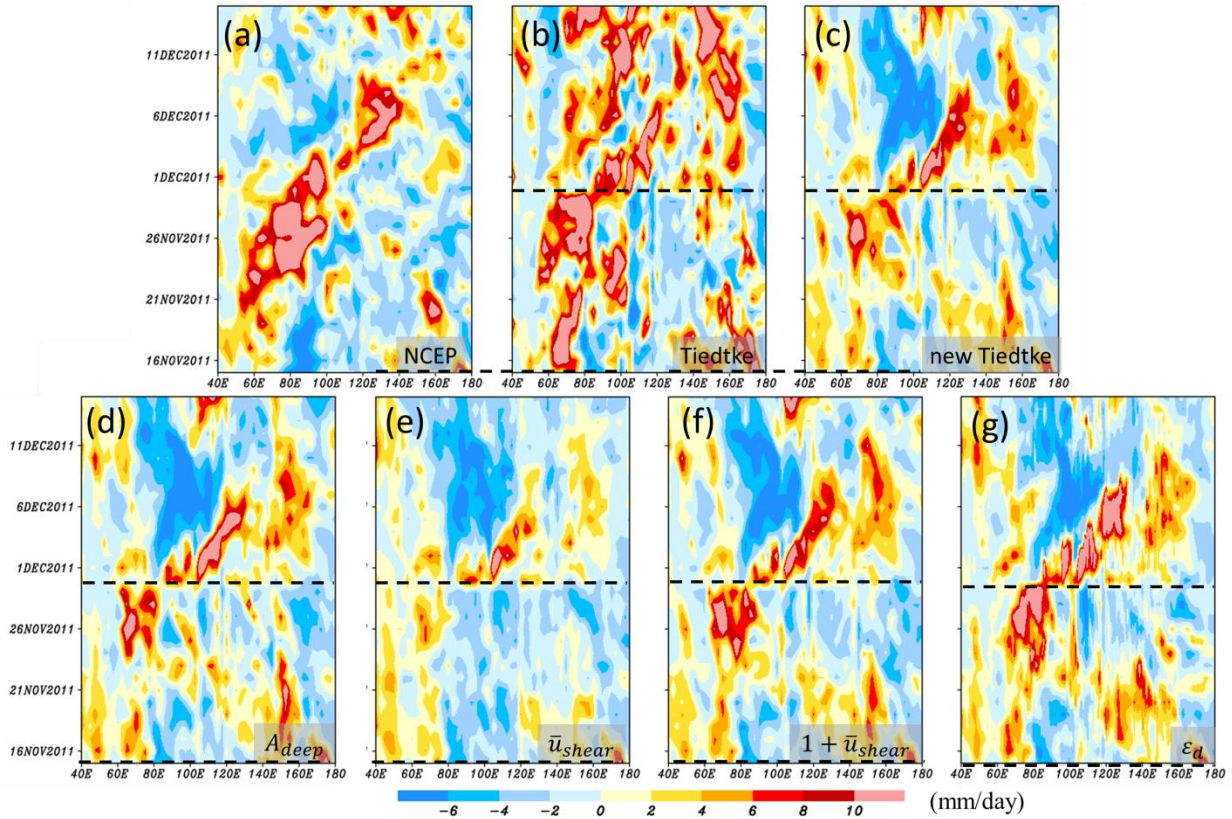 (a) (b) (c)
11DEC2011
6DEC2011
1DEC2011
26NOV2011
21NOV2011
16NOV2011
NCEP Tiedtke new Tiedtke
40E 60E 80E 100E 120E 140E 160E 180 40E 60E 80E 100E 120E 140E 160E 180 40E 60E 80E 100E 120E 140E 160E 180
(d) (e) (f) (g)
11DEC2011
6DEC2011
1DEC2011
26NOV2011
21NOV2011
16NOV2011
A_deep ū_shear 1 + ū_shear ε_d
40E 60E 80E 100E 120E 140E 160E 180 40E 60E 80E 100E 120E 140E 160E 180 40E 60E 80E 100E 120E 140E 160E 180 40E 60E 80E 100E 120E 140E 160E 180
−6 −4 −2 0 2 4 6 8 10 (mm/day)